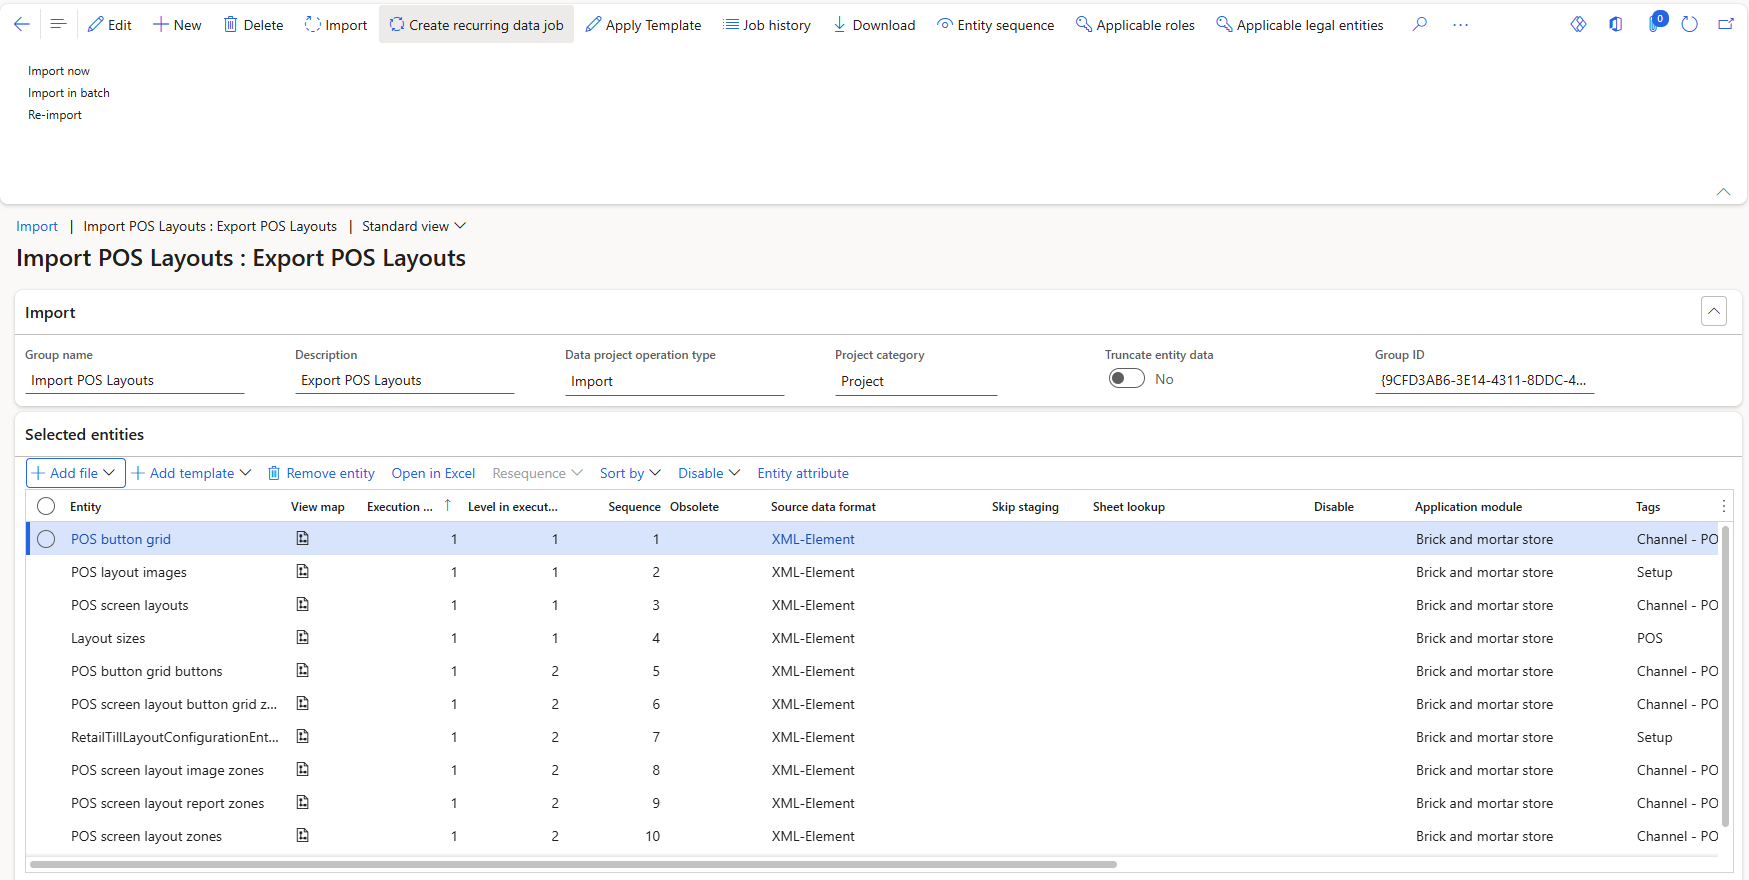 Edit New Delete Import Create recurring data job Apply Template Job history Download Entity sequence Applicable roles Applicable legal entities ... 0
Import now
Import in batch
Re-import
Import | Import POS Layouts : Export POS Layouts | Standard view
Import POS Layouts : Export POS Layouts
Import
Group name Description Data project operation type Project category Truncate entity data Group ID
Import POS Layouts Export POS Layouts Import Project No {9CFD3AB6-3E14-4311-8DDC-4...
Selected entities
Add file Add template Remove entity Open in Excel Resequence Sort by Disable Entity attribute
Entity View map Execution ... Level in execut... Sequence Obsolete Source data format Skip staging Sheet lookup Disable Application module Tags
POS button grid 1 1 1 XML-Element Brick and mortar store Channel - PO
POS layout images 1 1 2 XML-Element Brick and mortar store Setup
POS screen layouts 1 1 3 XML-Element Brick and mortar store Channel - PO
Layout sizes 1 1 4 XML-Element Brick and mortar store POS
POS button grid buttons 1 2 5 XML-Element Brick and mortar store Channel - PO
POS screen layout button grid z... 1 2 6 XML-Element Brick and mortar store Channel - PO
RetailTillLayoutConfigurationEnt... 1 2 7 XML-Element Brick and mortar store Setup
POS screen layout image zones 1 2 8 XML-Element Brick and mortar store Channel - PO
POS screen layout report zones 1 2 9 XML-Element Brick and mortar store Channel - PO
POS screen layout zones 1 2 10 XML-Element Brick and mortar store Channel - PO